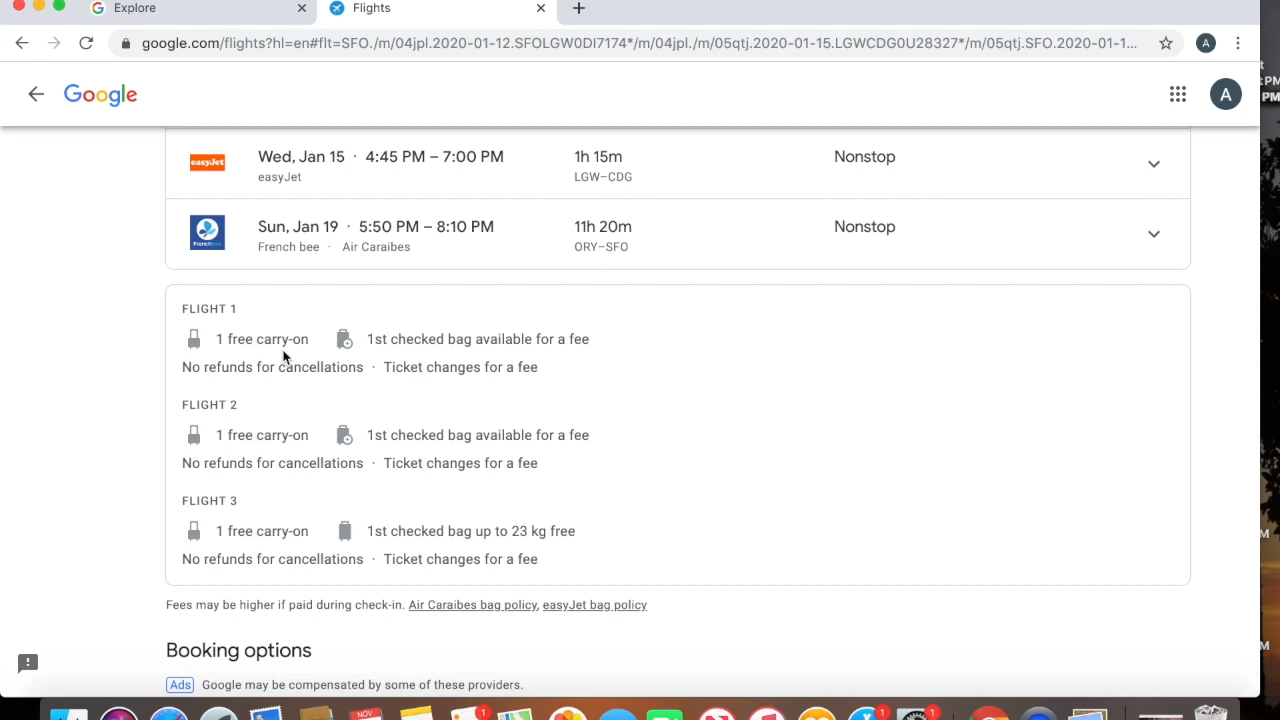 Explore
Flights
google.com/flights?hl=en#flt=SFO./m/04jpl.2020-01-12.SFOLGW0DI7174*/m/04jpl./m/05qtj.2020-01-15.LGWCDG0U28327*/m/05qtj.SFO.2020-01-1...
A
Google
A
easyJet
Wed, Jan 15 · 4:45 PM – 7:00 PM
1h 15m
Nonstop
easyJet
LGW–CDG
Sun, Jan 19 · 5:50 PM – 8:10 PM
11h 20m
Nonstop
French bee · Air Caraibes
ORY–SFO
FLIGHT 1
1 free carry-on
1st checked bag available for a fee
No refunds for cancellations · Ticket changes for a fee
FLIGHT 2
1 free carry-on
1st checked bag available for a fee
No refunds for cancellations · Ticket changes for a fee
FLIGHT 3
1 free carry-on
1st checked bag up to 23 kg free
No refunds for cancellations · Ticket changes for a fee
Fees may be higher if paid during check-in. Air Caraibes bag policy, easyJet bag policy
Booking options
Ads Google may be compensated by some of these providers.
NOV
1
1
1
PM
PM